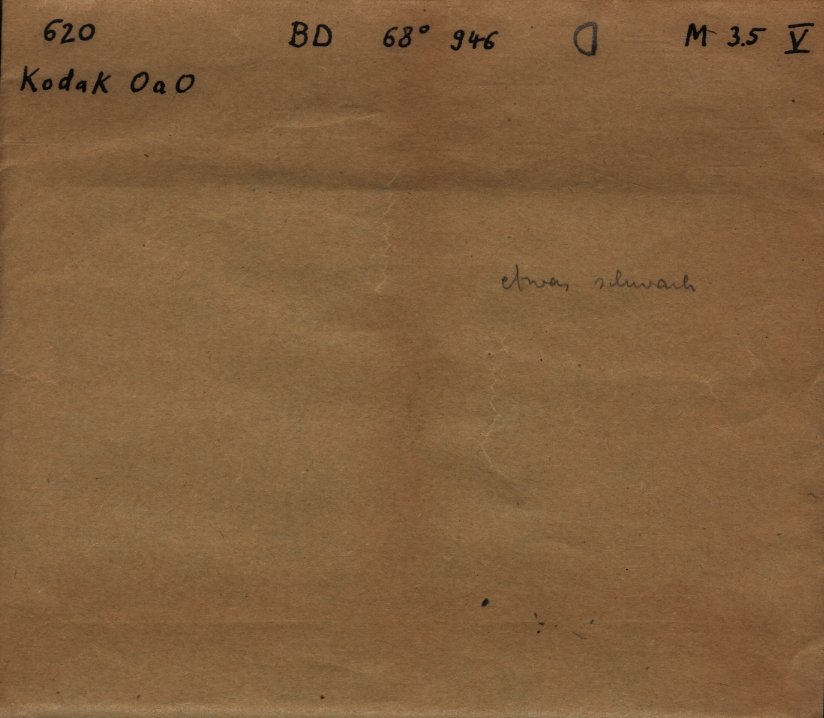 620 BD 68° 946 D M 3.5 V
Kodak OaO
etwas schwach